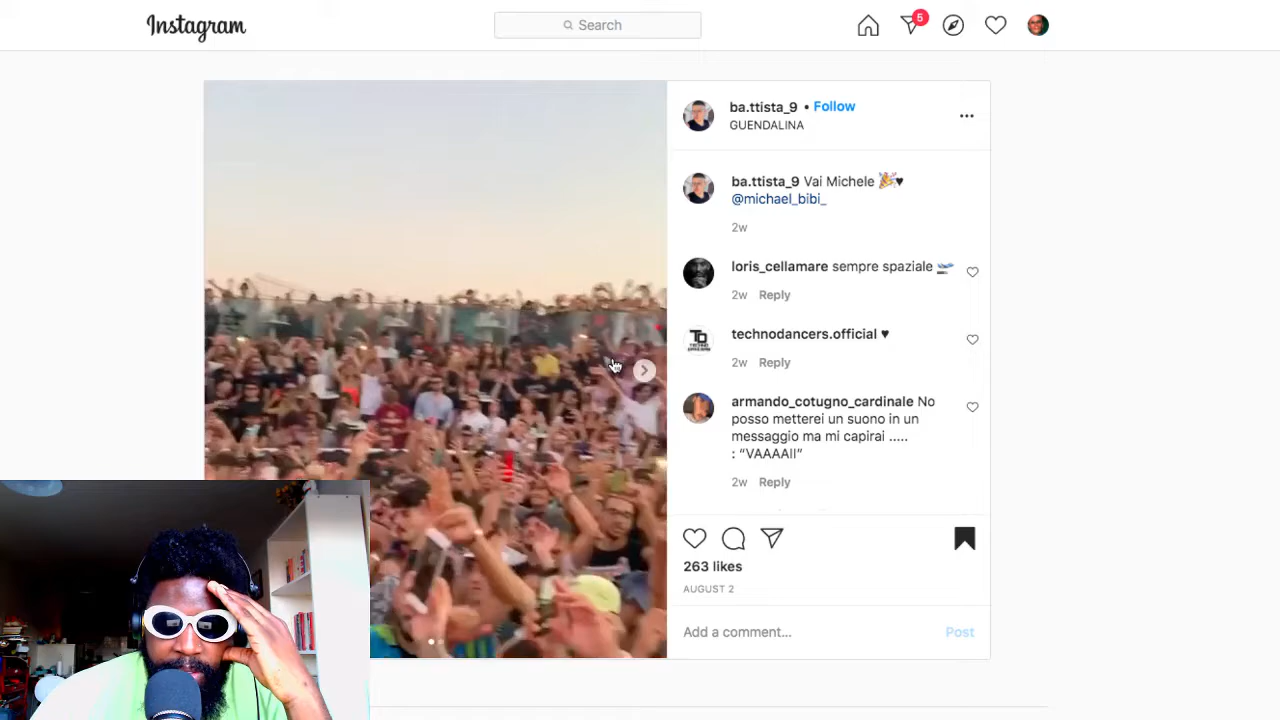 Instagram
Search
5
ba.ttista_9 • Follow
GUENDALINA
ba.ttista_9 Vai Michele 🎉♥
@michael_bibi_
2w
loris_cellamare sempre spaziale 🛫
2w Reply
TD
technodancers.official ♥
2w Reply
armando_cotugno_cardinale No
posso metterei un suono in un
messaggio ma mi capirai .....
: “VAAAAII”
2w Reply
263 likes
AUGUST 2
Add a comment... Post